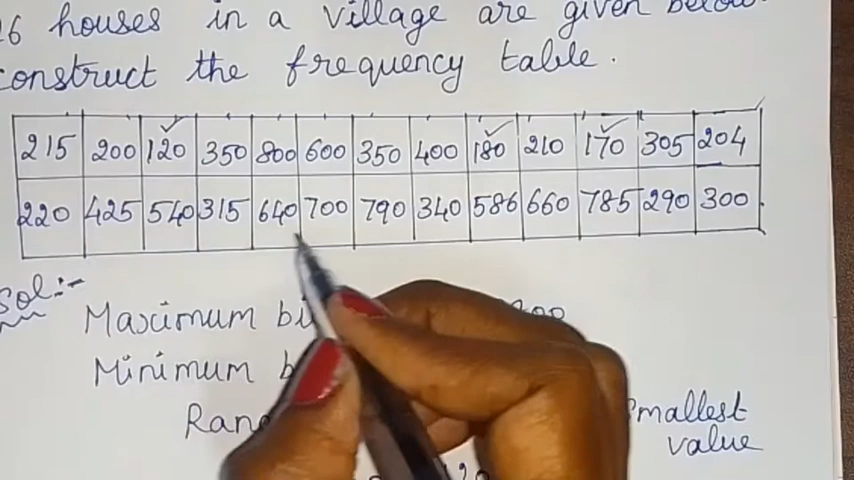 26 houses in a village are given below
construct the frequency table.
215 200 120 350 800 600 350 400 180 210 170 305 204
220 425 540 315 640 700 790 340 586 660 785 290 300
Sol:-
Maximum
Minimum
Smallest
value